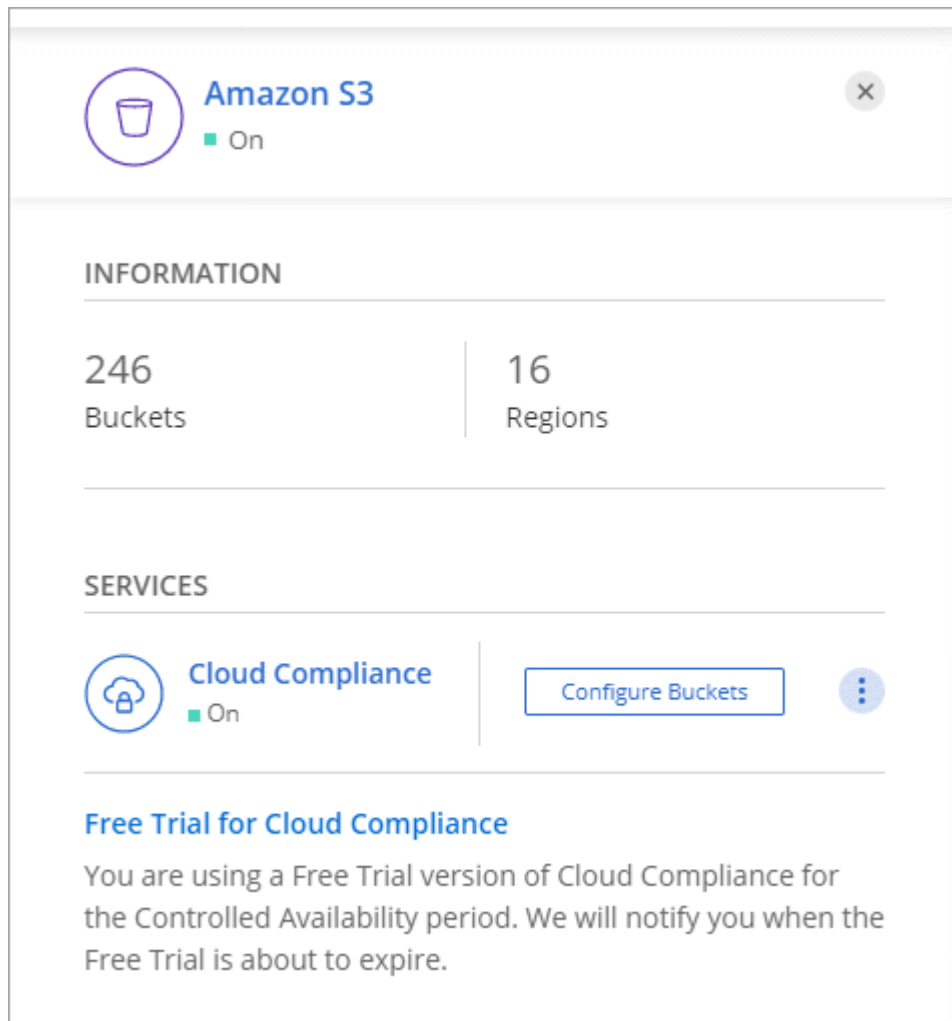 Amazon S3
On
INFORMATION
246
Buckets
16
Regions
SERVICES
Cloud Compliance
On
Configure Buckets
Free Trial for Cloud Compliance
You are using a Free Trial version of Cloud Compliance for
the Controlled Availability period. We will notify you when the
Free Trial is about to expire.